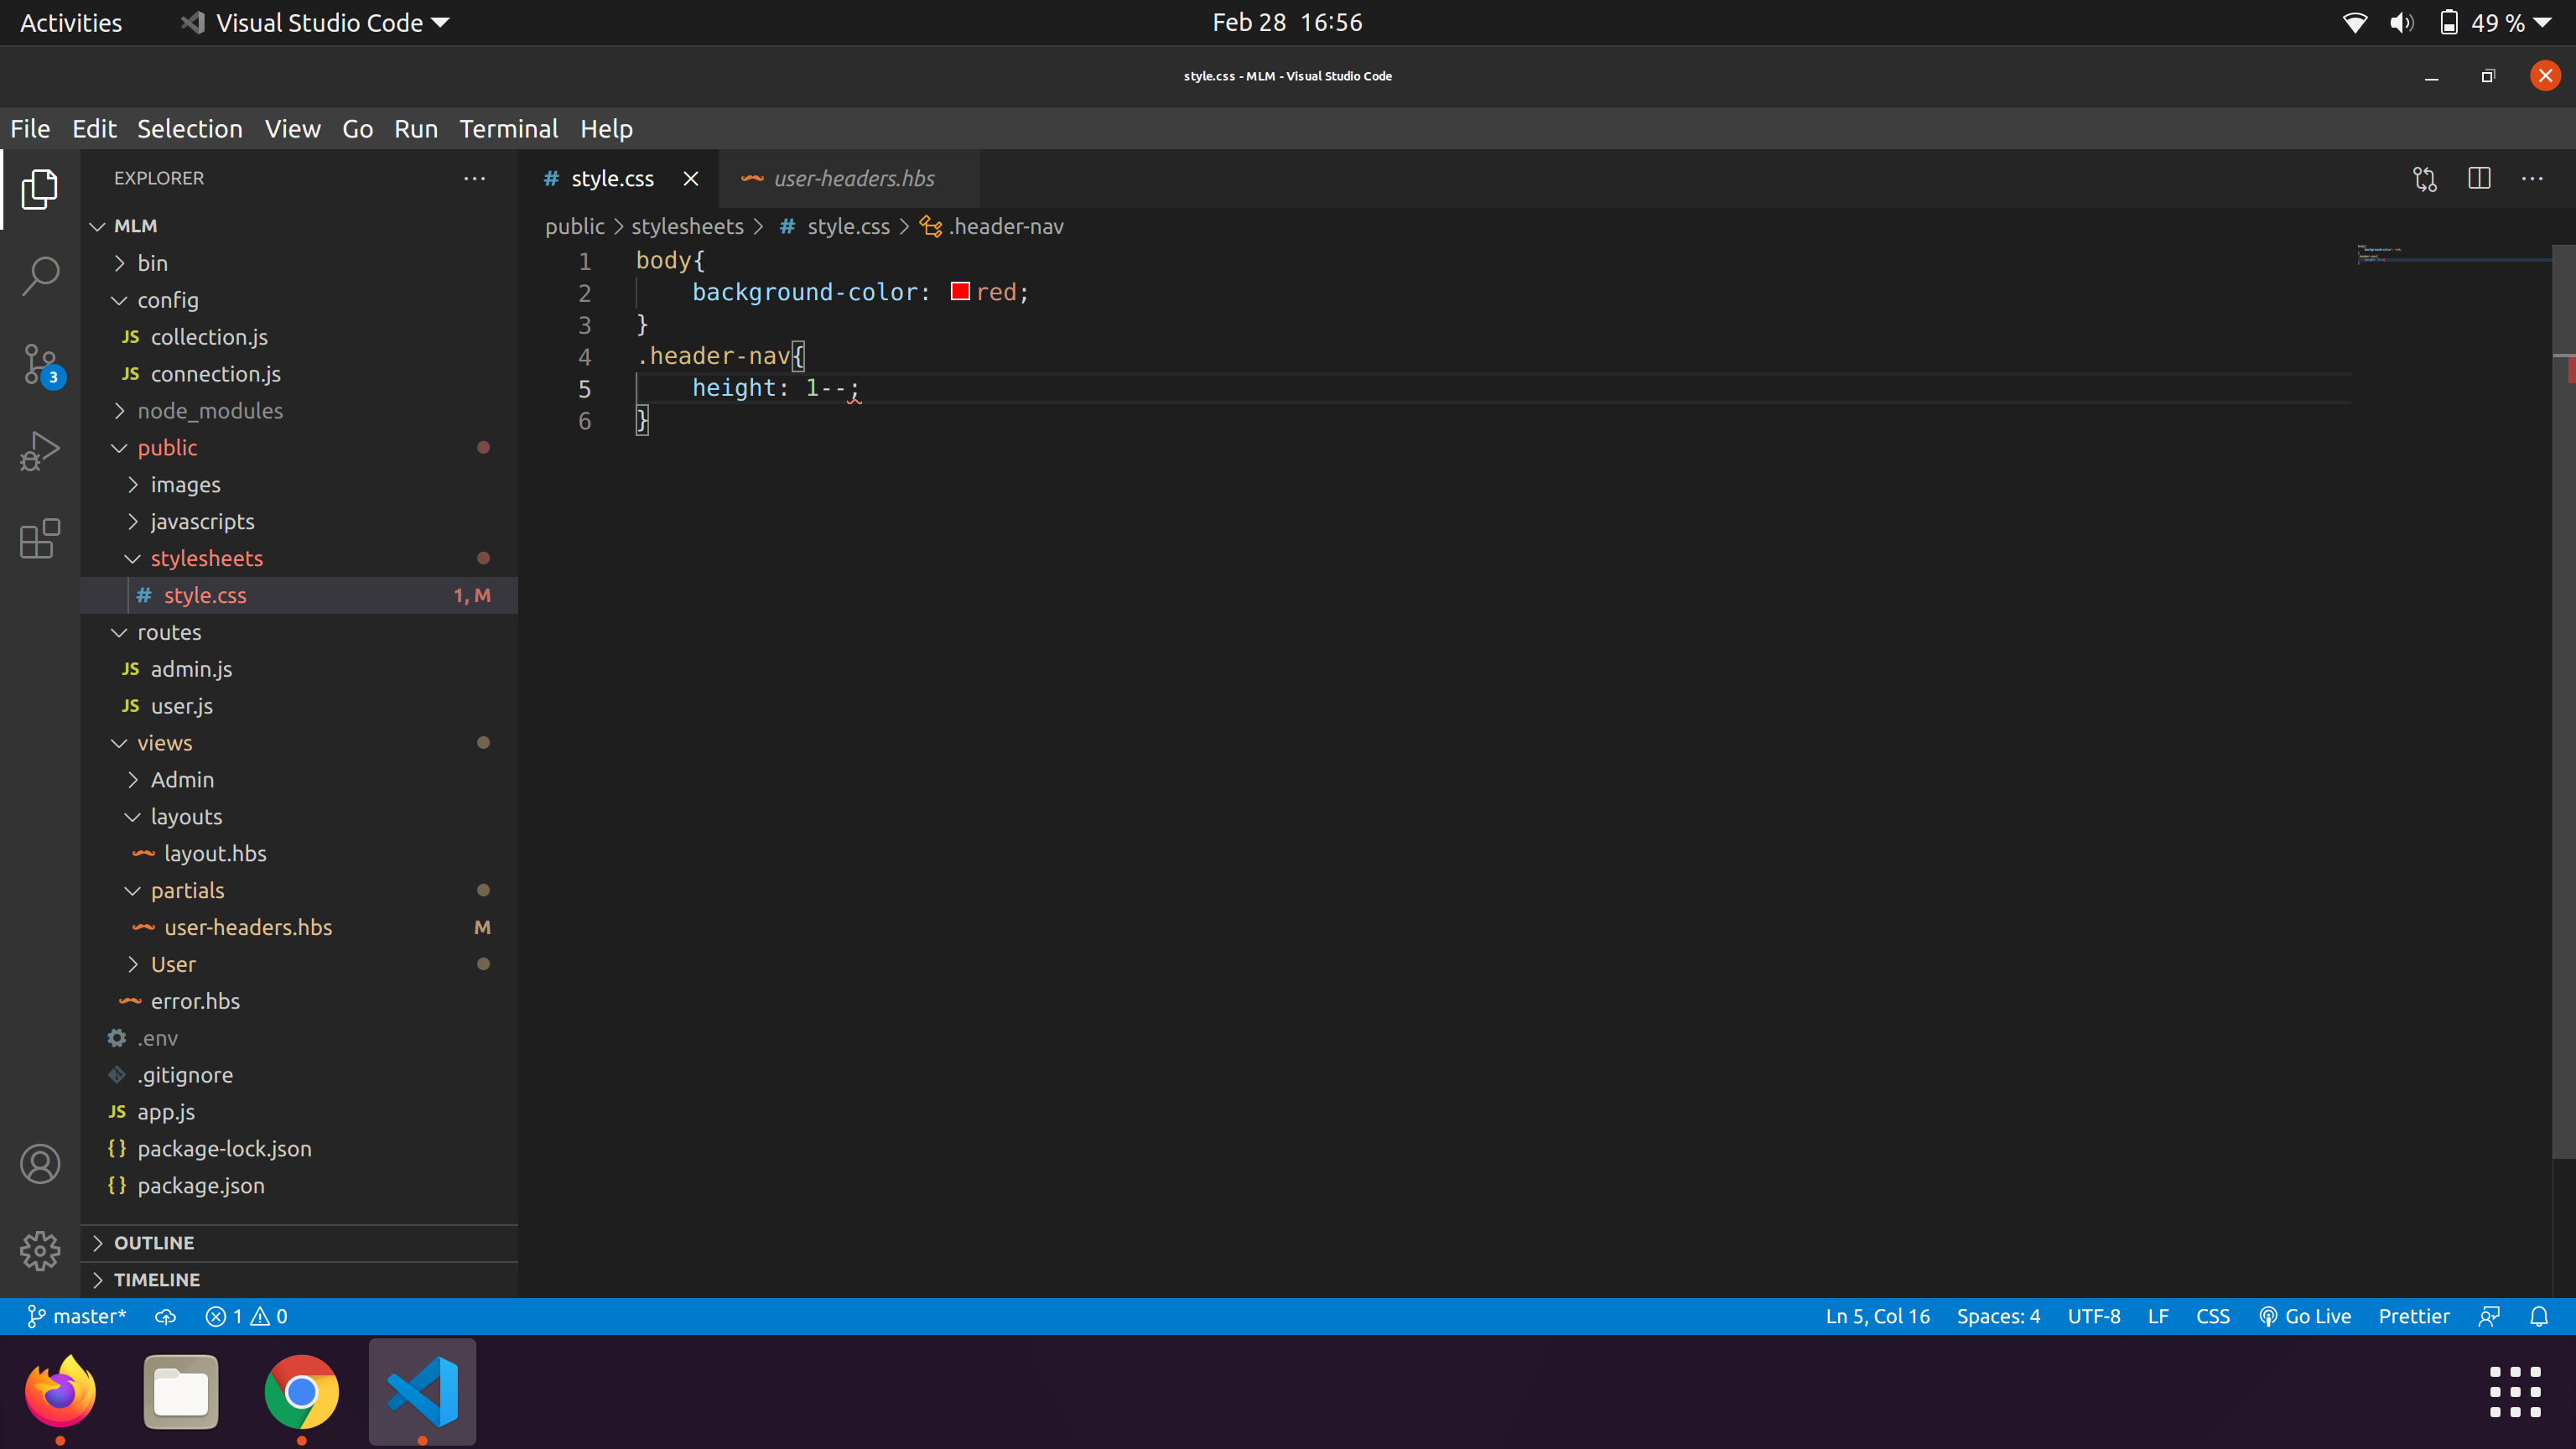 Activities
Visual Studio Code
Feb 28 16:56
49 %
style.css - MLM - Visual Studio Code
File Edit Selection View Go Run Terminal Help
EXPLORER
MLM
bin
config
JS collection.js
JS connection.js
node_modules
public
images
javascripts
stylesheets
# style.css 1, M
routes
JS admin.js
JS user.js
views
Admin
layouts
layout.hbs
partials
user-headers.hbs M
User
error.hbs
.env
.gitignore
JS app.js
{} package-lock.json
{} package.json
OUTLINE
TIMELINE
3
# style.css
user-headers.hbs
public > stylesheets > # style.css > .header-nav
1 body{
2 background-color: red;
3 }
4 .header-nav{
5 height: 1--;
6 }
master* 1 0
Ln 5, Col 16 Spaces: 4 UTF-8 LF CSS Go Live Prettier